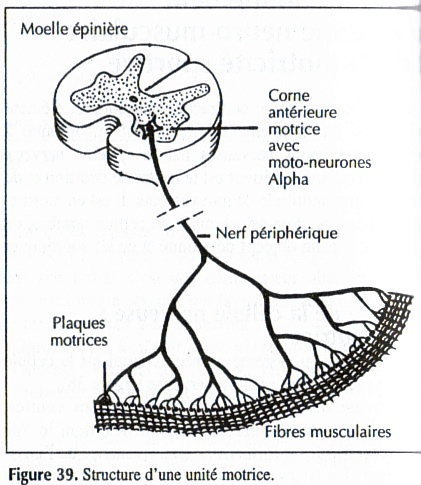 Moelle épinière
Corne
antérieure
motrice
avec
moto-neurones
Alpha
Nerf périphérique
Plaques
motrices
Fibres musculaires
Figure 39. Structure d'une unité motrice.